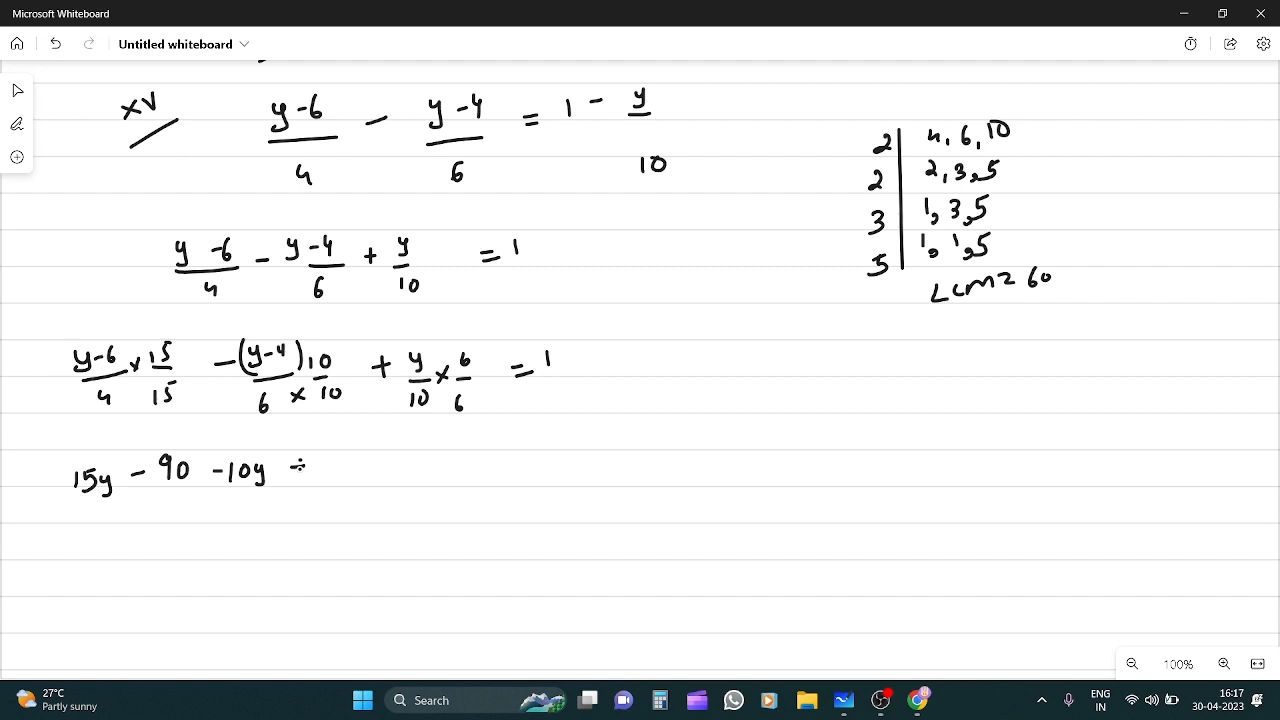 Microsoft Whiteboard
Untitled whiteboard
xv
y-6 - y-4 = 1 - y
4 6 10
y-6 - y-4 + y = 1
4 6 10
y-6 x 15 - (y-4) 10 + y x 6 = 1
4 15 6 x 10 10 6
15y - 90 - 10y ÷
2 4, 6, 10
2 2, 3, 5
3 1, 3, 5
5 1, 1, 5
Lcm = 60
100%
27°C
Partly sunny
Search
ENG
IN
16:17
30-04-2023